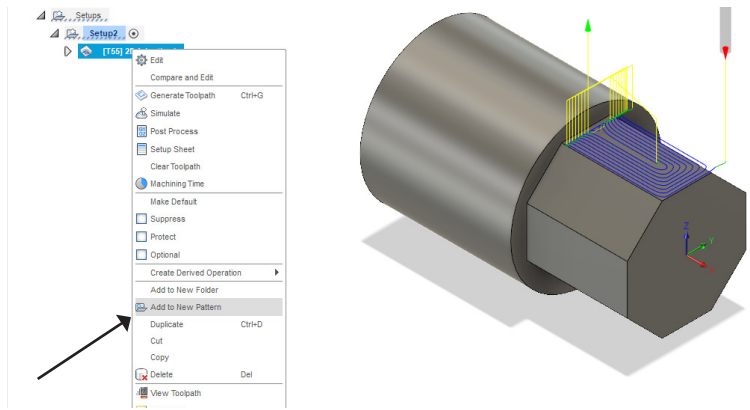 Setups
Setup2
[T55] 2D
Edit
Compare and Edit
Generate Toolpath Ctrl+G
Simulate
Post Process
Setup Sheet
Clear Toolpath
Machining Time
Make Default
Suppress
Protect
Optional
Create Derived Operation
Add to New Folder
Add to New Pattern
Duplicate Ctrl+D
Cut
Copy
Delete Del
View Toolpath
Z
Y